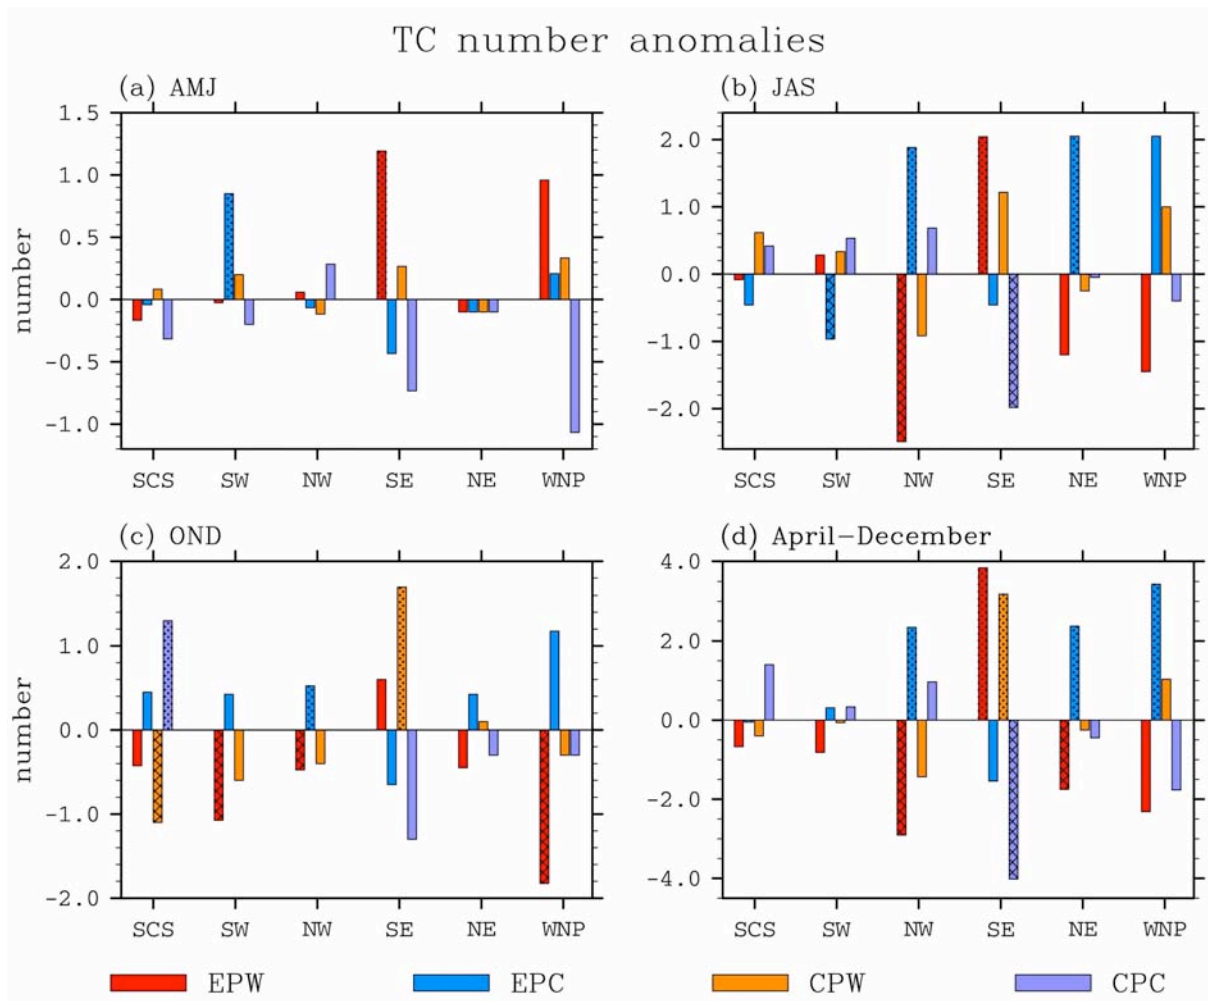 TC number anomalies
(a) AMJ
(b) JAS
number
1.5
1.0
0.5
0.0
-0.5
-1.0
SCS SW NW SE NE WNP
2.0
1.0
0.0
-1.0
-2.0
SCS SW NW SE NE WNP
(c) OND
(d) April-December
number
2.0
1.0
0.0
-1.0
-2.0
SCS SW NW SE NE WNP
4.0
2.0
0.0
-2.0
-4.0
SCS SW NW SE NE WNP
EPW EPC CPW CPC